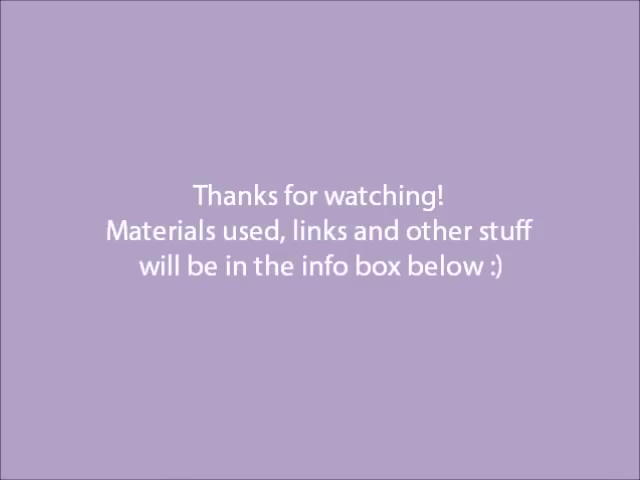 Thanks for watching!
Materials used, links and other stuff
will be in the info box below :)